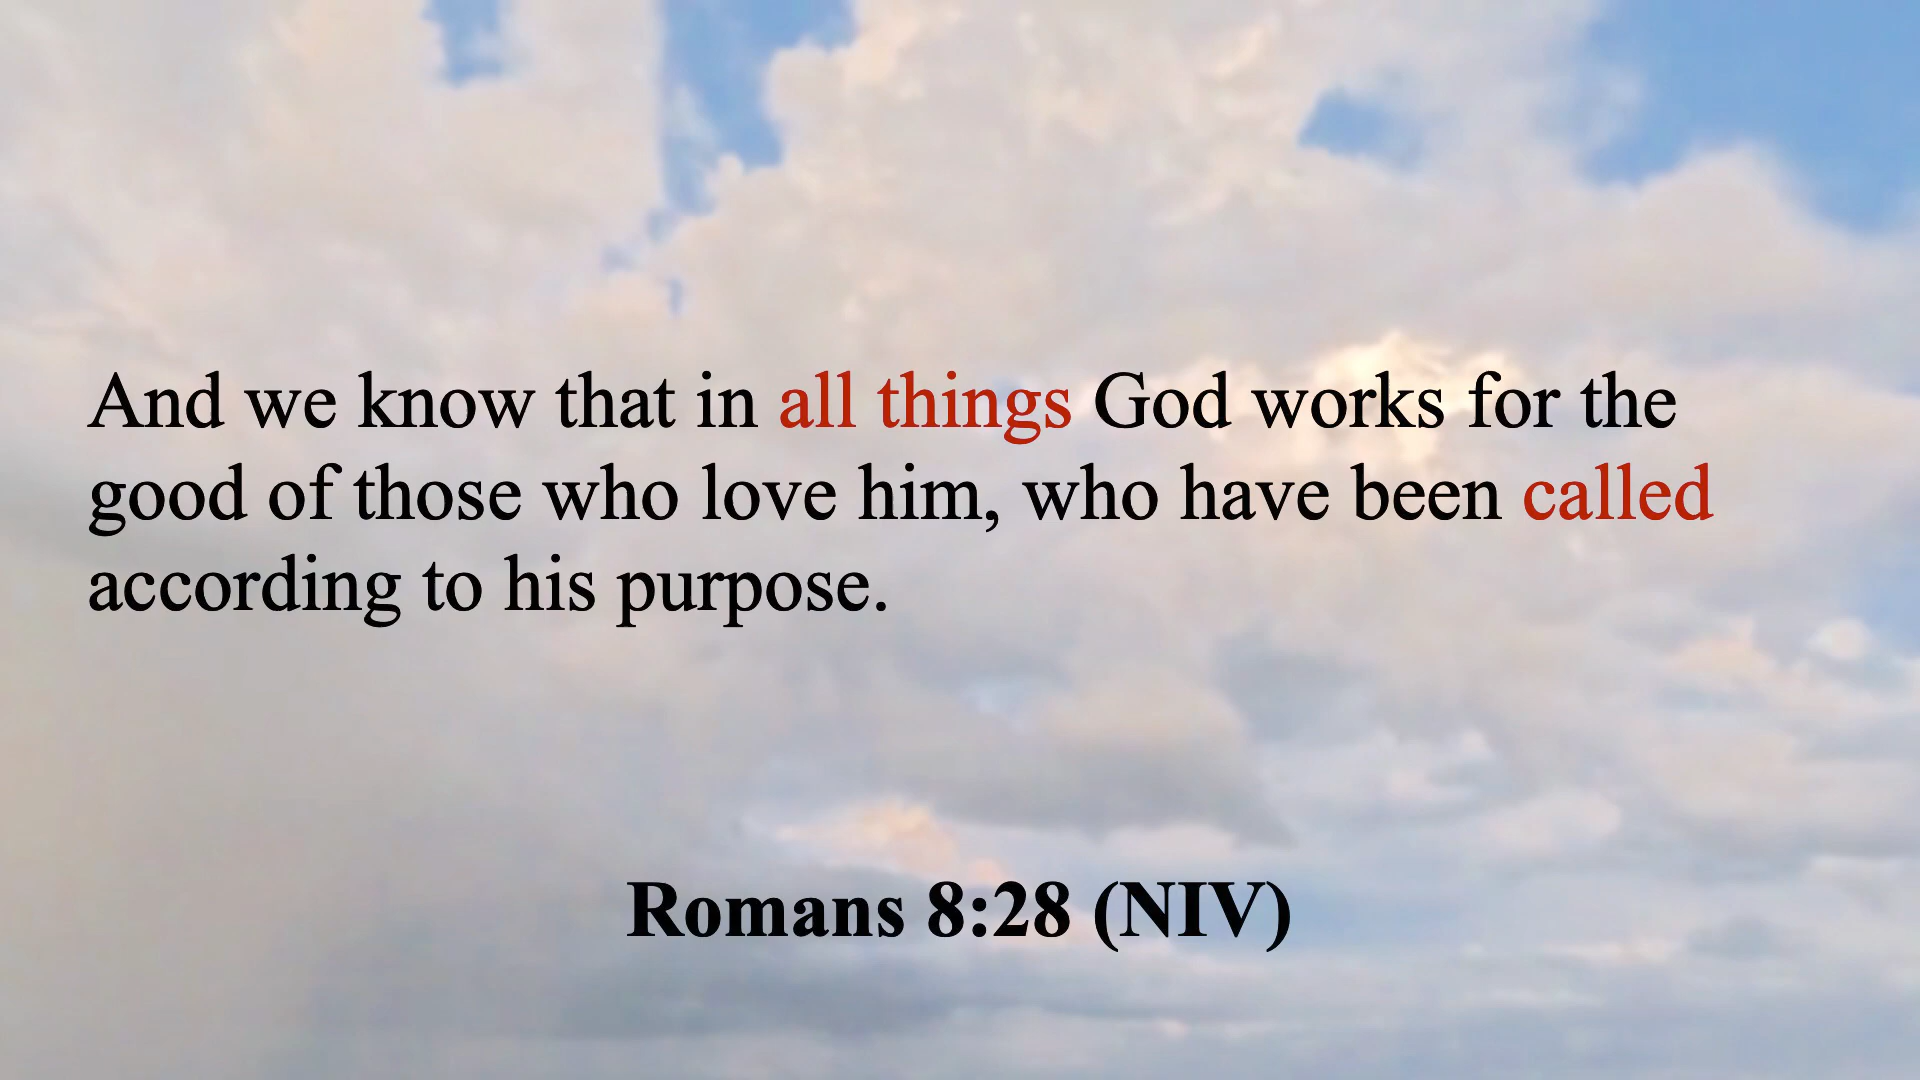 And we know that in all things God works for the
good of those who love him, who have been called
according to his purpose.
Romans 8:28 (NIV)